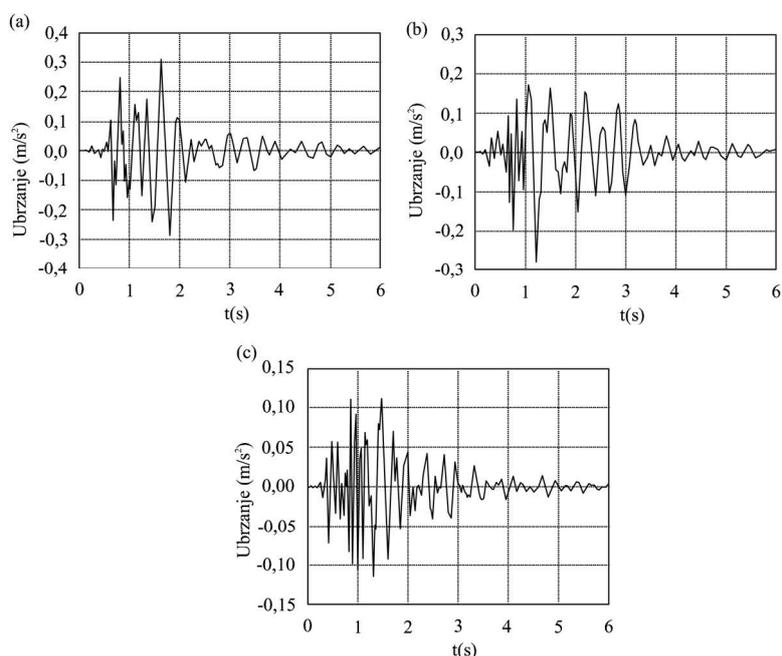 (a)
0,4
0,3
0,2
0,1
0,0
-0,1
-0,2
-0,3
-0,4
Ubrzanje (m/s²)
0 1 2 3 4 5 6
t(s)
(b)
0,3
0,2
0,1
0,0
-0,1
-0,2
-0,3
Ubrzanje (m/s²)
0 1 2 3 4 5 6
t(s)
(c)
0,15
0,10
0,05
0,00
-0,05
-0,10
-0,15
Ubrzanje (m/s²)
0 1 2 3 4 5 6
t(s)